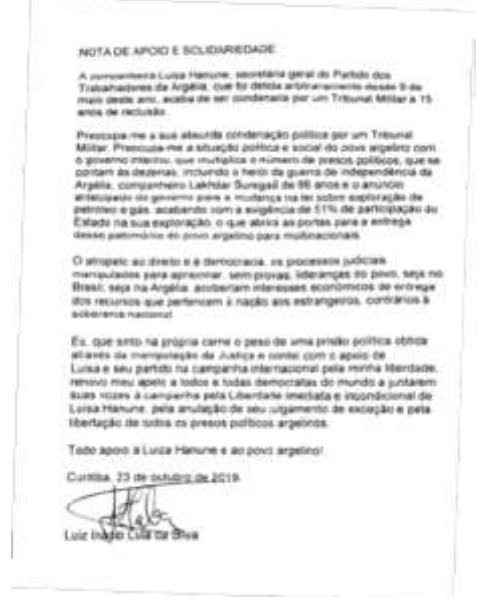 NOTA DE APOIO E SOLIDARIEDADE
A companheira Luisa Hanune, secretária geral do Partido dos
Trabalhadores da Argélia, que foi detida arbitrariamente desde 9 de
maio deste ano, acaba de ser condenada por um Tribunal Militar a 15
anos de reclusão.
Preocupa-me a sua absurda condenação política por um Tribunal
Militar. Preocupa-me a situação política e social do povo argelino com
o governo interino, que multiplica o número de presos políticos, que se
contam às dezenas, incluindo o herói da guerra de independência da
Argélia, companheiro Lakhdar de 86 anos e o anúncio
antecipado do governo para a mudança na lei sobre exploração de
petróleo e gás, acabando com a exigência de 51% de participação do
Estado na sua exploração, o que abrirá as portas para a entrega
desse patrimônio do povo argelino para multinacionais.
O atropelo ao direito e à democracia, os processos judiciais
manipulados para aprisionar, sem provas, lideranças do povo, seja no
Brasil, seja na Argélia, acobertam interesses econômicos de entrega
dos recursos que pertencem à nação aos estrangeiros, contrários à
soberania nacional.
Eu, que sinto na própria carne o peso de uma prisão política obtida
através da manipulação da Justiça e contei com o apoio de
Luisa e seu partido na campanha internacional pela minha liberdade,
renovo meu apelo a todos e todas democratas do mundo a juntarem
suas vozes à campanha pela Liberdade imediata e incondicional de
Luisa Hanune, pela anulação de seu julgamento de exceção e pela
libertação de todos os presos políticos argelinos.
Todo apoio a Luiza Hanune e ao povo argelino!
Curitiba, 23 de outubro de 2019.
Luiz Inácio Lula da Silva